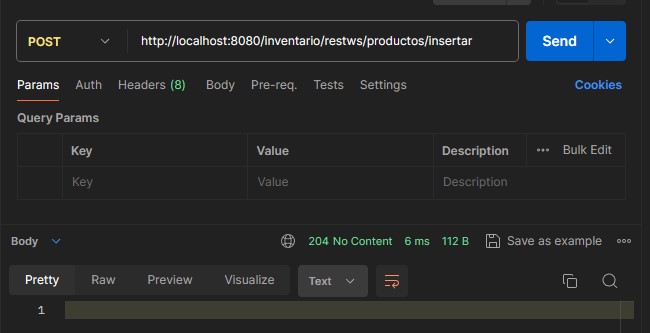 POST http://localhost:8080/inventario/restws/productos/insertar Send
Params Auth Headers (8) Body Pre-req. Tests Settings Cookies
Query Params
Key Value Description Bulk Edit
Key Value Description
Body 204 No Content 6 ms 112 B Save as example
Pretty Raw Preview Visualize Text
1